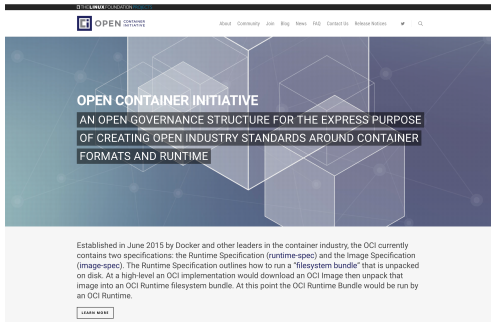 THE LINUX FOUNDATION PROJECTS
OPEN CONTAINER INITIATIVE
About Community Join Blog News FAQ Contact Us Release Notices
OPEN CONTAINER INITIATIVE
AN OPEN GOVERNANCE STRUCTURE FOR THE EXPRESS PURPOSE
OF CREATING OPEN INDUSTRY STANDARDS AROUND CONTAINER
FORMATS AND RUNTIME
Established in June 2015 by Docker and other leaders in the container industry, the OCI currently
contains two specifications: the Runtime Specification (runtime-spec) and the Image Specification
(image-spec). The Runtime Specification outlines how to run a "filesystem bundle" that is unpacked
on disk. At a high-level an OCI implementation would download an OCI Image then unpack that
image into an OCI Runtime filesystem bundle. At this point the OCI Runtime Bundle would be run by
an OCI Runtime.
LEARN MORE